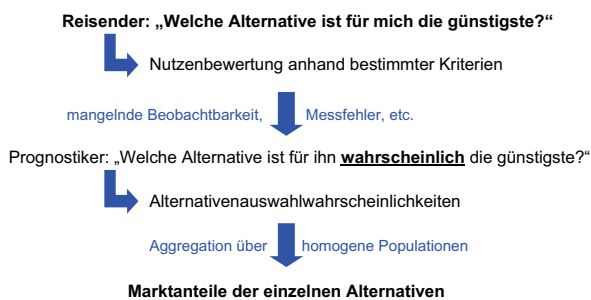 Reisender: „Welche Alternative ist für mich die günstigste?“
Nutzenbewertung anhand bestimmter Kriterien
mangelnde Beobachtbarkeit, Messfehler, etc.
Prognostiker: „Welche Alternative ist für ihn wahrscheinlich die günstigste?“
Alternativenauswahlwahrscheinlichkeiten
Aggregation über homogene Populationen
Marktanteile der einzelnen Alternativen